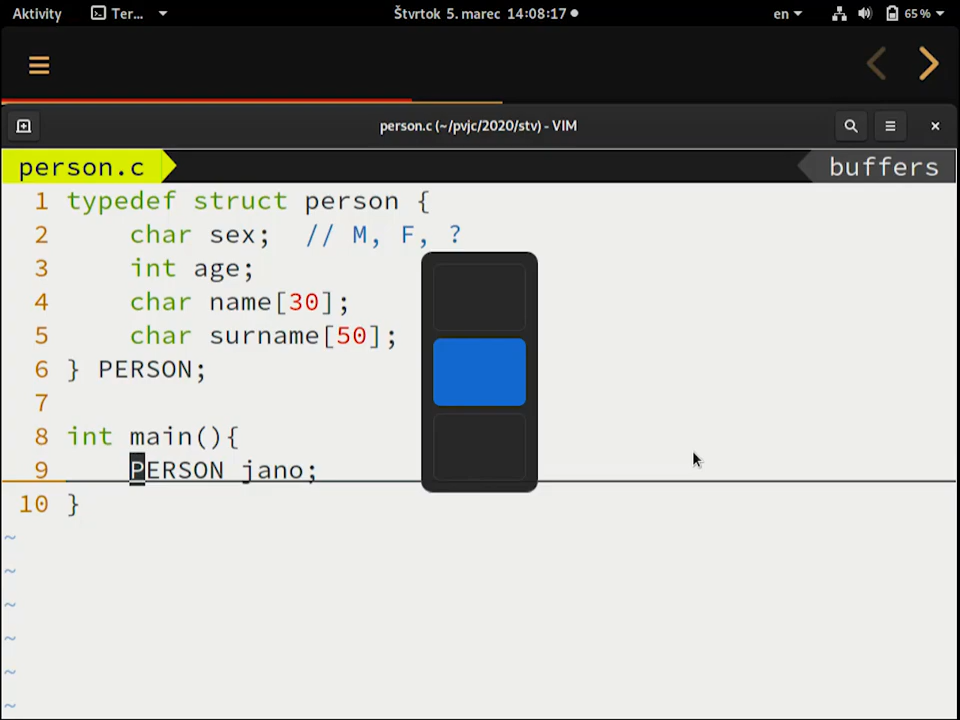 Aktivity Ter... Štvrtok 5. marec 14:08:17 en 65 %
person.c (~/pvjc/2020/stv) - VIM
person.c buffers
1 typedef struct person {
2 char sex; // M, F, ?
3 int age;
4 char name[30];
5 char surname[50];
6 } PERSON;
7
8 int main(){
9 PERSON jano;
10 }
~
~
~
~
~
~